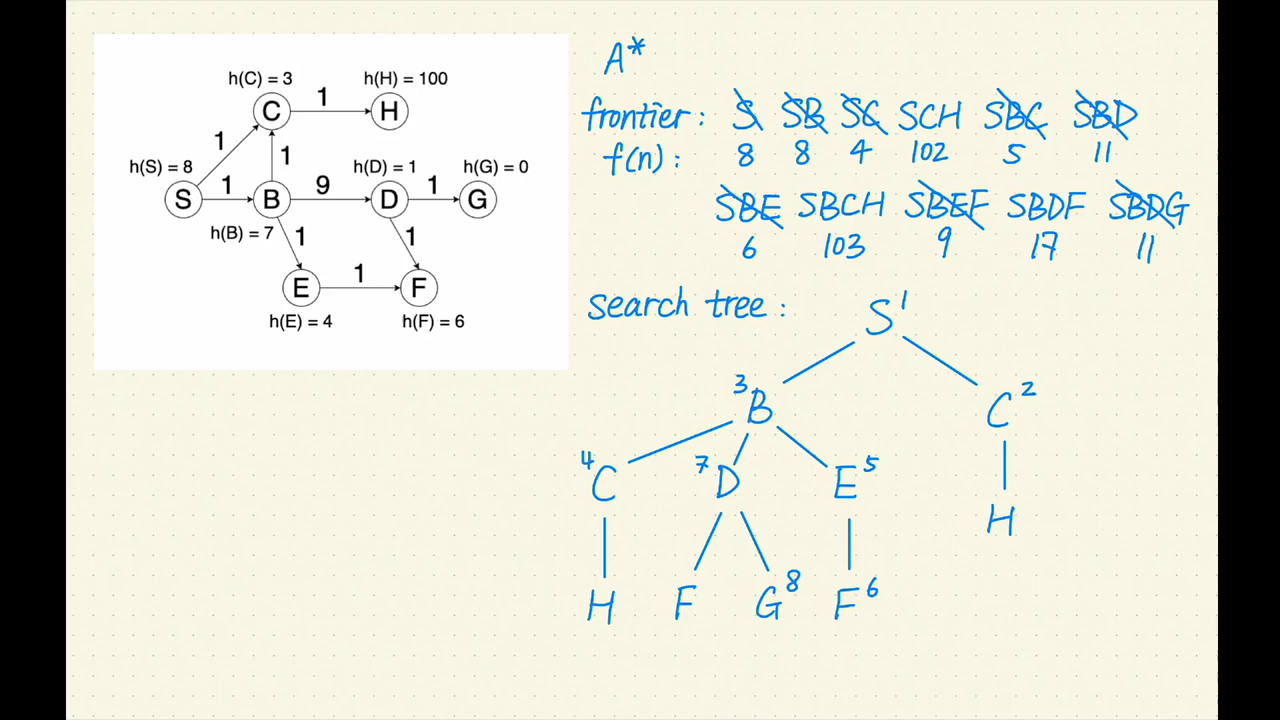 h(C) = 3
h(H) = 100
C
1
H
1
1
h(S) = 8
h(D) = 1
h(G) = 0
S
1
B
9
D
1
G
h(B) = 7
1
1
E
1
F
h(E) = 4
h(F) = 6
A*
frontier: S SB SC SCH SBC SBD
f(n): 8 8 4 102 5 11
SBE SBCH SBEF SBDF SBDG
6 103 9 17 11
search tree:
S 1
3 B
C 2
4 C
7 D
E 5
H
H
F
G 8
F 6